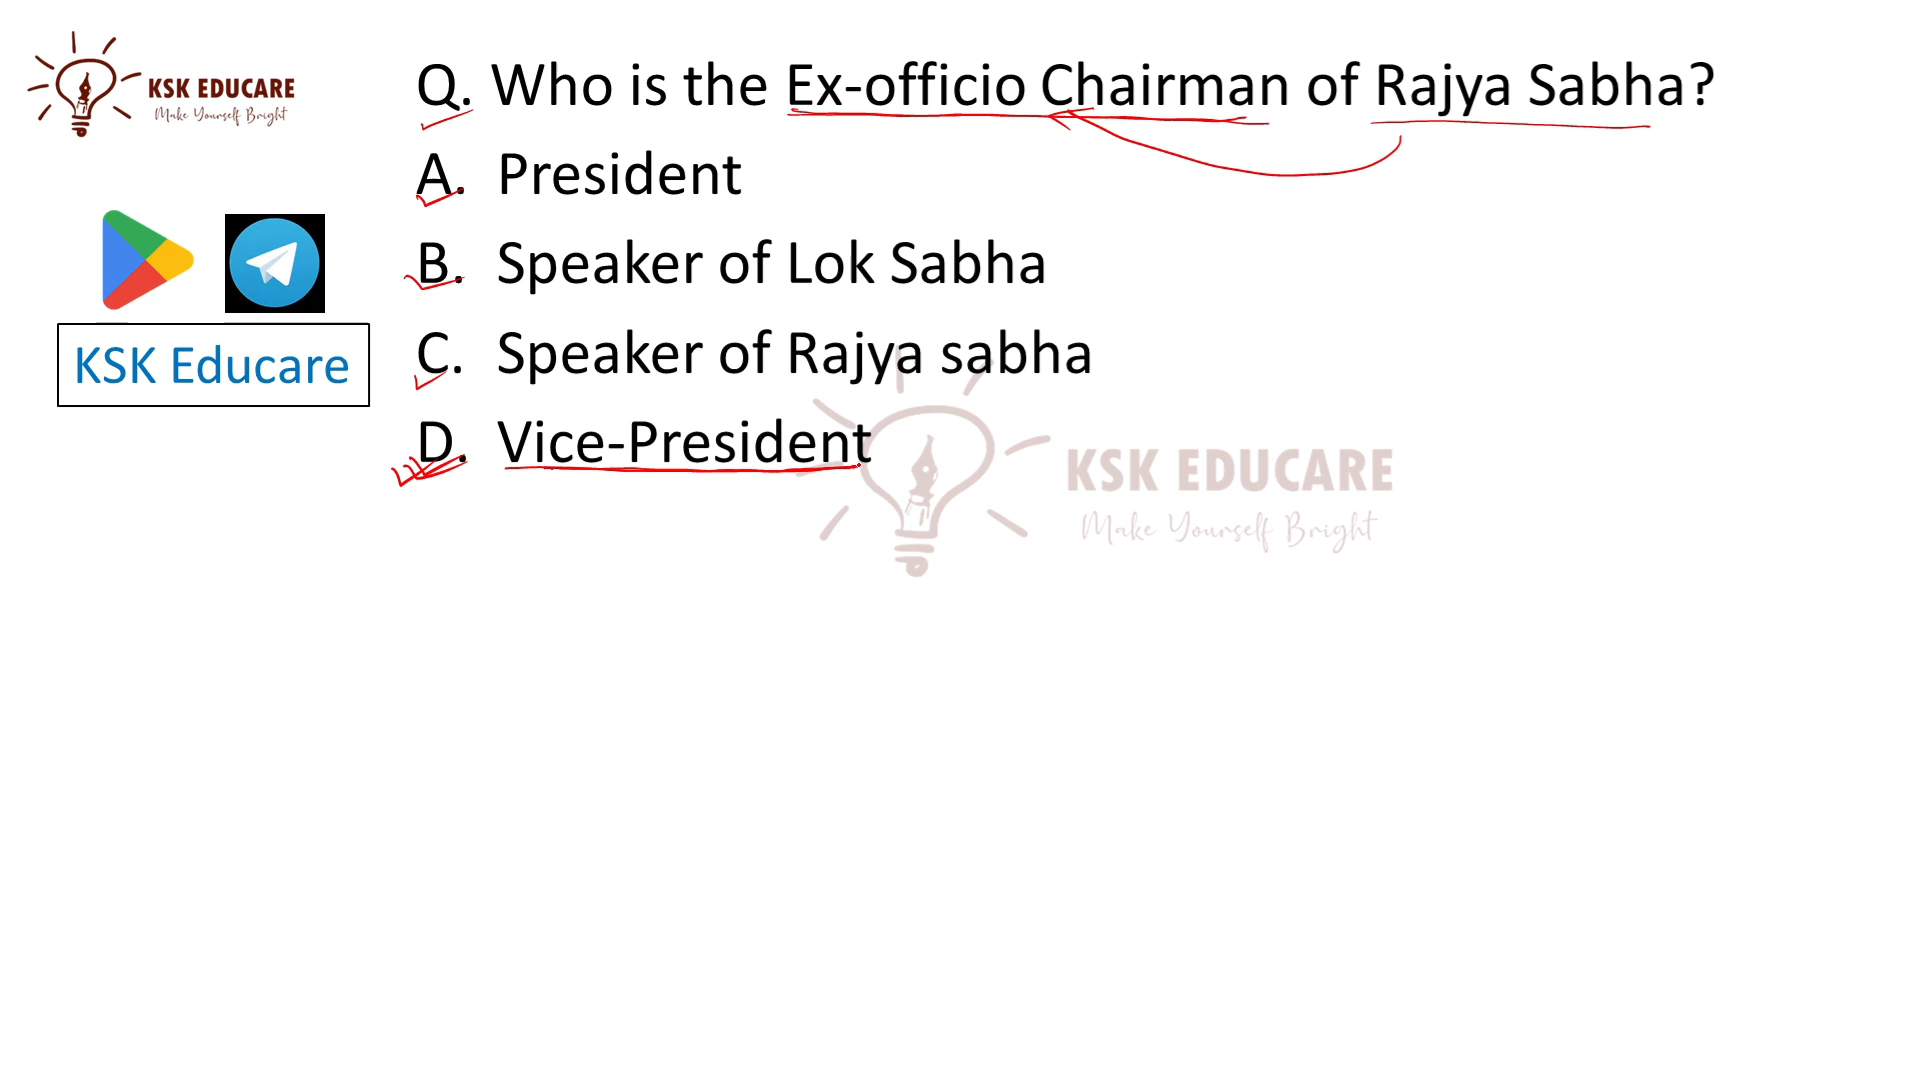 KSK EDUCARE
Make Yourself Bright
Q. Who is the Ex-officio Chairman of Rajya Sabha?
A. President
B. Speaker of Lok Sabha
C. Speaker of Rajya sabha
D. Vice-President
KSK Educare
KSK EDUCARE
Make Yourself Bright